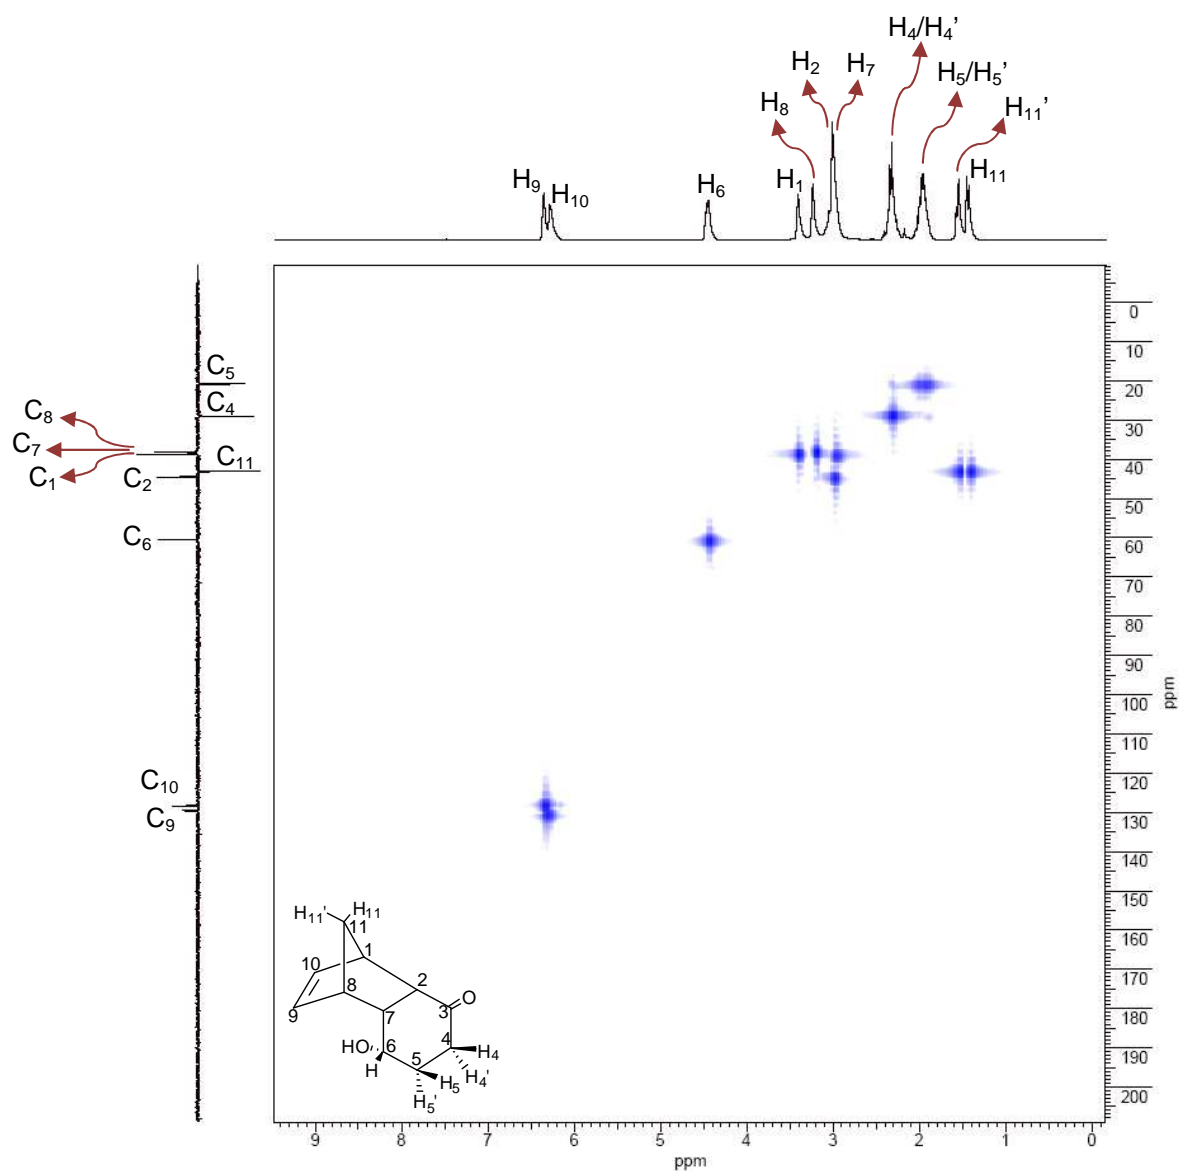 H₄/H₄’
H₂ H₇ H₅/H₅’
H₈ H₁₁’
H₉ H₁₀ H₆ H₁ H₁₁
C₅
C₄
C₈
C₇
C₁
C₁₁
C₂
C₆
C₁₀
C₉
0
10
20
30
40
50
60
70
80
90
100
110
120
130
140
150
160
170
180
190
200
ppm
H₁₁' H₁₁
11
1
10
2
8
O
3
9
7
4
HO 6 H₄
H 5 H₅ H₄'
H₅'
9 8 7 6 5 4 3 2 1 0
ppm